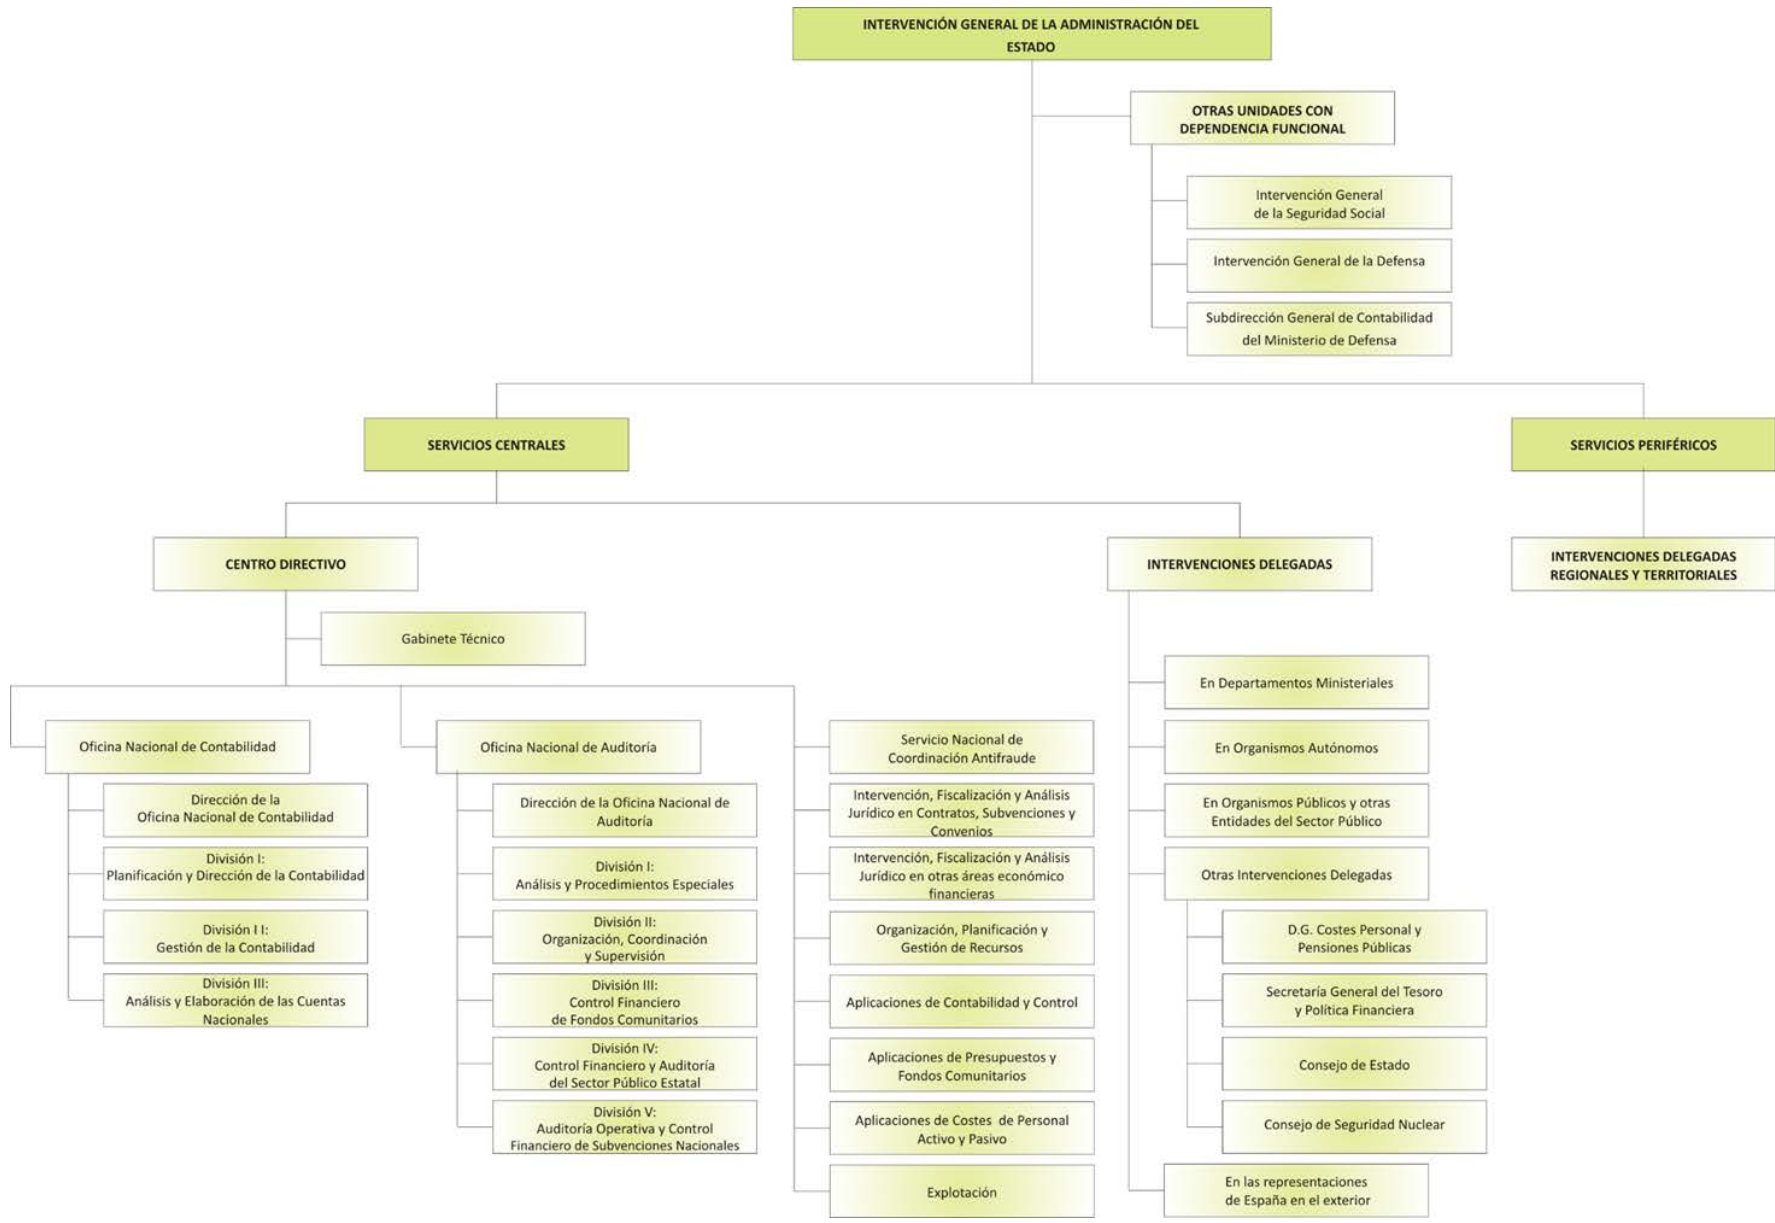 INTERVENCIÓN GENERAL DE LA ADMINISTRACIÓN DEL
ESTADO
OTRAS UNIDADES CON
DEPENDENCIA FUNCIONAL
Intervención General
de la Seguridad Social
Intervención General de la Defensa
Subdirección General de Contabilidad
del Ministerio de Defensa
SERVICIOS CENTRALES
SERVICIOS PERIFÉRICOS
CENTRO DIRECTIVO
INTERVENCIONES DELEGADAS
INTERVENCIONES DELEGADAS
REGIONALES Y TERRITORIALES
Gabinete Técnico
Oficina Nacional de Contabilidad
Dirección de la
Oficina Nacional de Contabilidad
División I:
Planificación y Dirección de la Contabilidad
División I I:
Gestión de la Contabilidad
División III:
Análisis y Elaboración de las Cuentas
Nacionales
Oficina Nacional de Auditoría
Dirección de la Oficina Nacional de
Auditoría
División I:
Análisis y Procedimientos Especiales
División II:
Organización, Coordinación
y Supervisión
División III:
Control Financiero
de Fondos Comunitarios
División IV:
Control Financiero y Auditoría
del Sector Público Estatal
División V:
Auditoría Operativa y Control
Financiero de Subvenciones Nacionales
Servicio Nacional de
Coordinación Antifraude
Intervención, Fiscalización y Análisis
Jurídico en Contratos, Subvenciones y
Convenios
Intervención, Fiscalización y Análisis
Jurídico en otras áreas económico
financieras
Organización, Planificación y
Gestión de Recursos
Aplicaciones de Contabilidad y Control
Aplicaciones de Presupuestos y
Fondos Comunitarios
Aplicaciones de Costes de Personal
Activo y Pasivo
Explotación
En Departamentos Ministeriales
En Organismos Autónomos
En Organismos Públicos y otras
Entidades del Sector Público
Otras Intervenciones Delegadas
D.G. Costes Personal y
Pensiones Públicas
Secretaría General del Tesoro
y Política Financiera
Consejo de Estado
Consejo de Seguridad Nuclear
En las representaciones
de España en el exterior